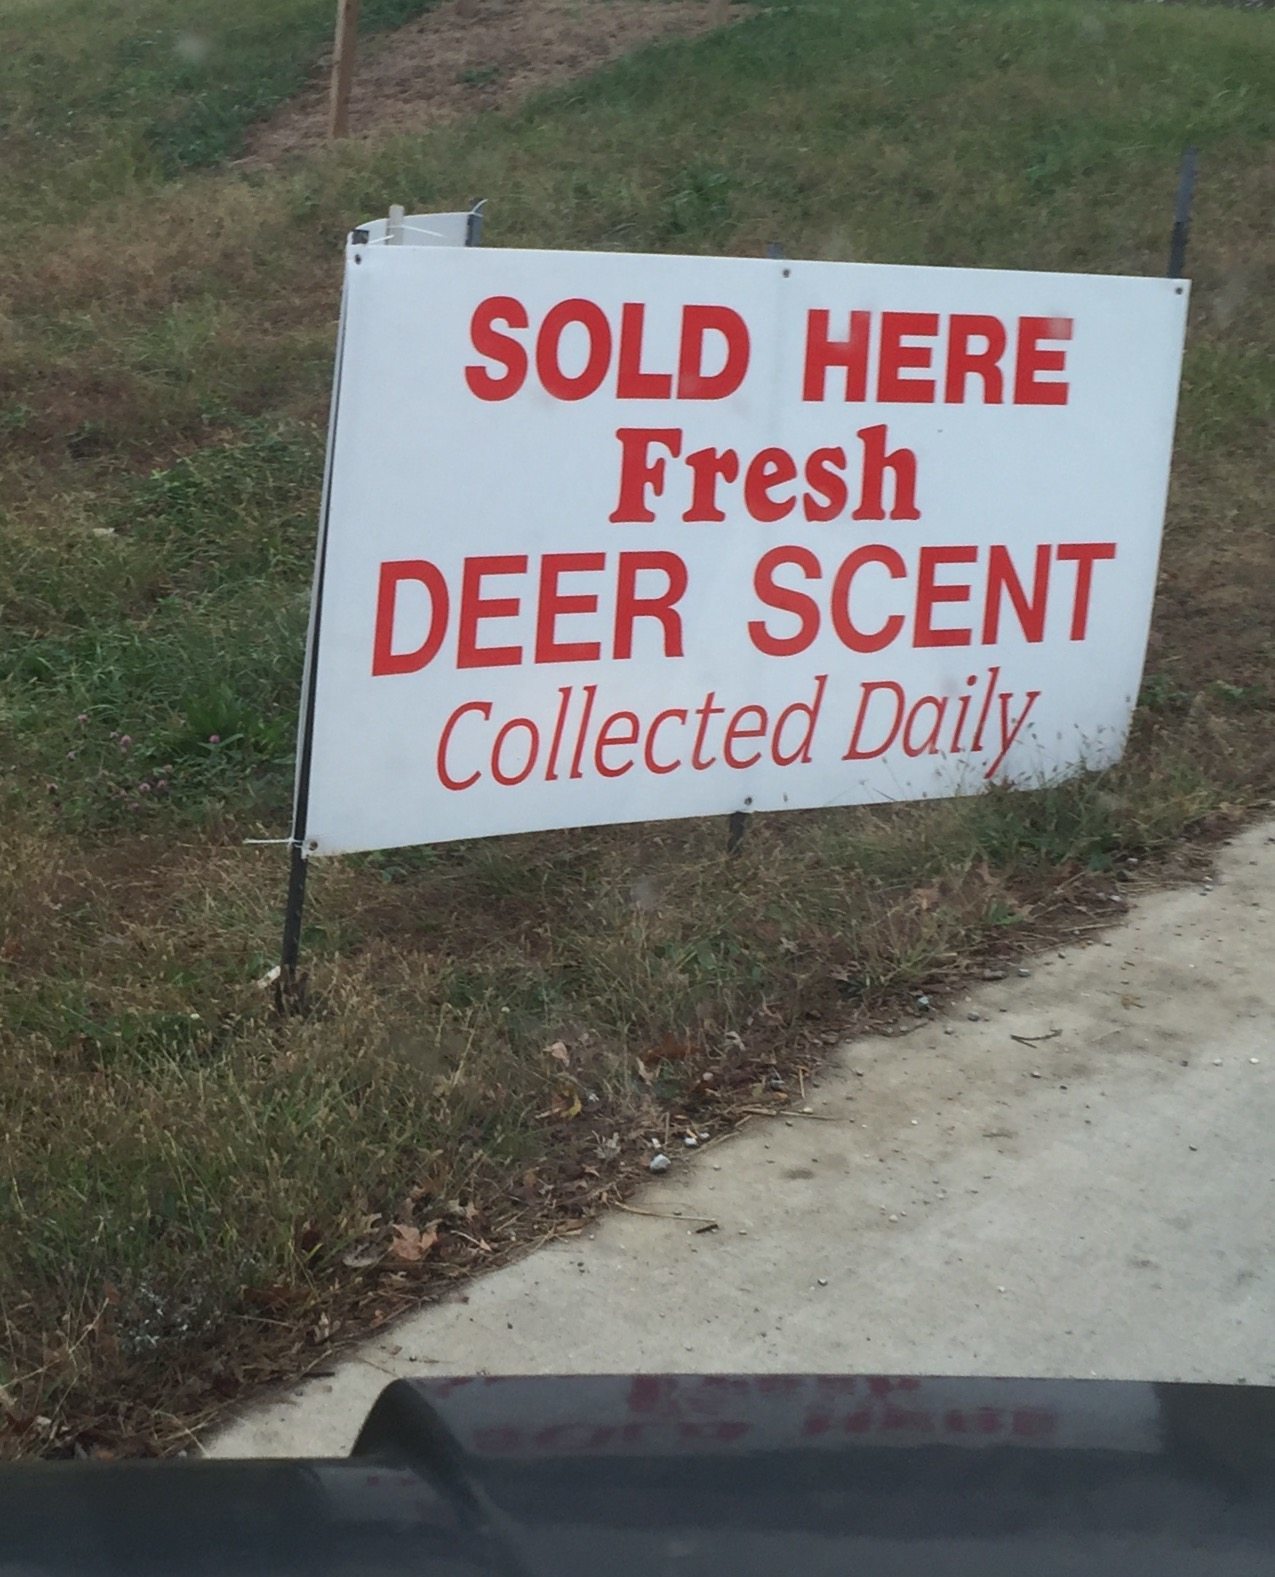 SOLD HERE
Fresh
DEER SCENT
Collected Daily